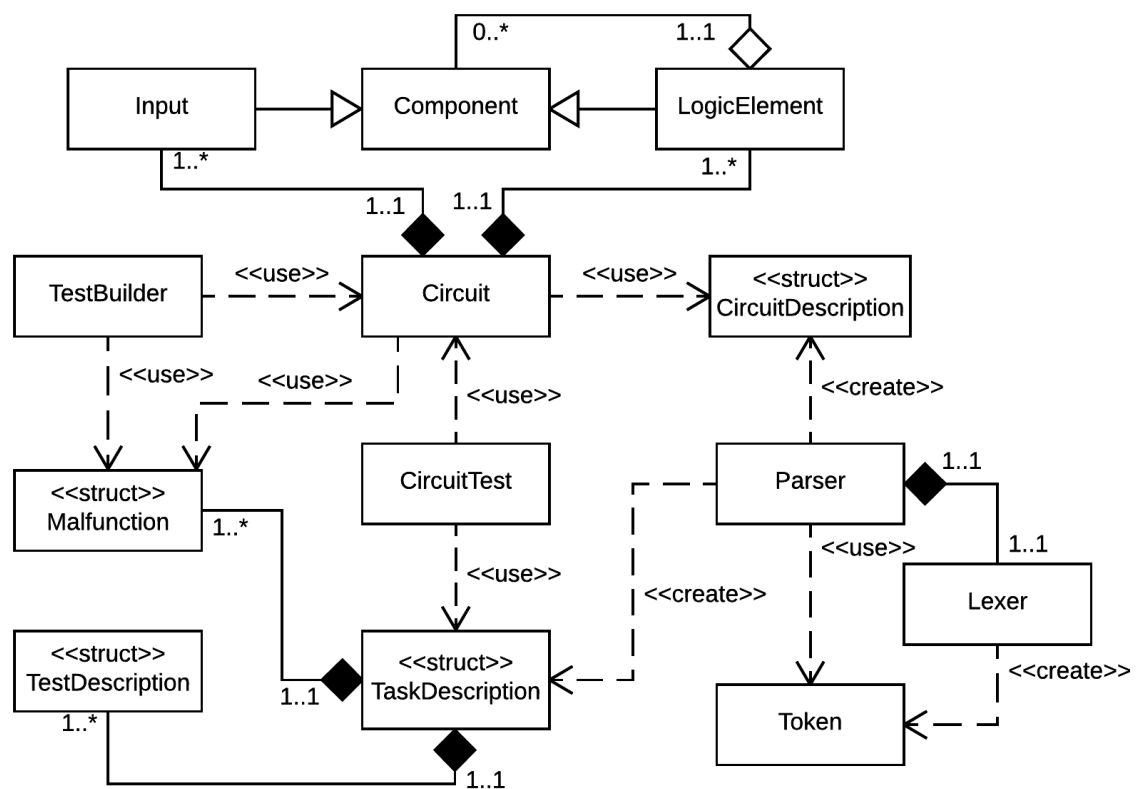 0..*
1..1
Input
Component
LogicElement
1..*
1..*
1..1
1..1
TestBuilder
<<use>>
Circuit
<<use>>
<<struct>>
CircuitDescription
<<use>>
<<use>>
<<use>>
<<create>>
<<struct>>
Malfunction
CircuitTest
Parser
1..1
1..*
<<use>>
1..1
<<use>>
<<create>>
Lexer
<<struct>>
TestDescription
<<struct>>
TaskDescription
<<create>>
1..1
1..*
Token
1..1